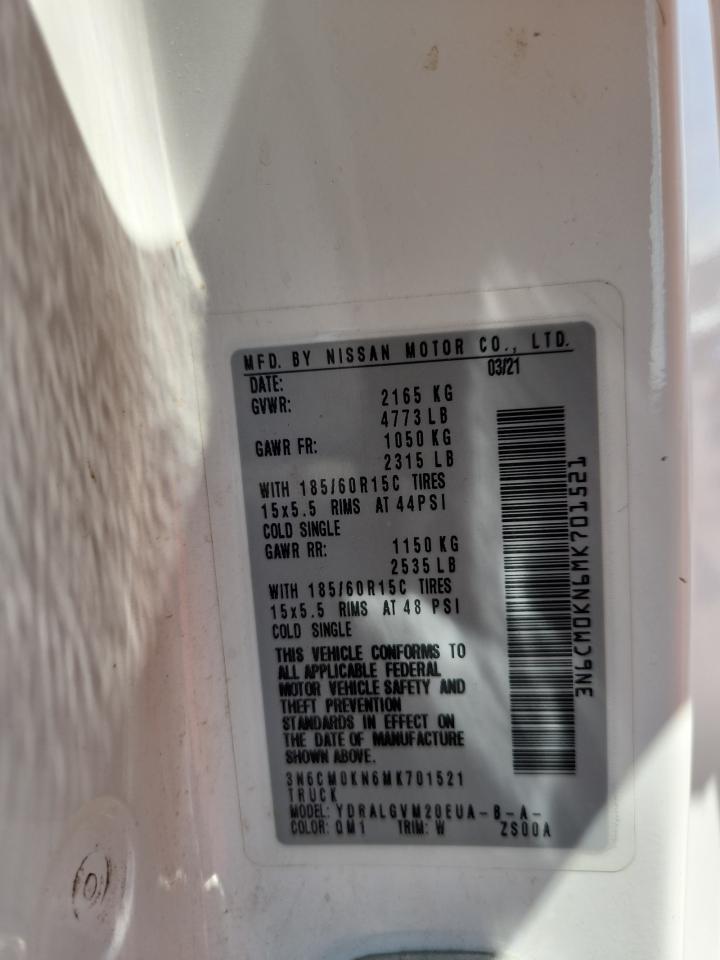 MFD. BY NISSAN MOTOR CO., LTD.
DATE: 03/21
GVWR: 2165 KG
4773 LB
GAWR FR: 1050 KG
2315 LB
WITH 185/60R15C TIRES
15x5.5 RIMS AT 44PSI
COLD SINGLE
GAWR RR: 1150 KG
2535 LB
WITH 185/60R15C TIRES
15x5.5 RIMS AT 48 PSI
COLD SINGLE
THIS VEHICLE CONFORMS TO
ALL APPLICABLE FEDERAL
MOTOR VEHICLE SAFETY AND
THEFT PREVENTION
STANDARDS IN EFFECT ON
THE DATE OF MANUFACTURE
SHOWN ABOVE.
3N6CM0KN6MK701521
TRUCK
MODEL: YDRALGVM20EUA-B-A-
COLOR: QM1 TRIM: W ZS00A
3N6CM0KN6MK701521